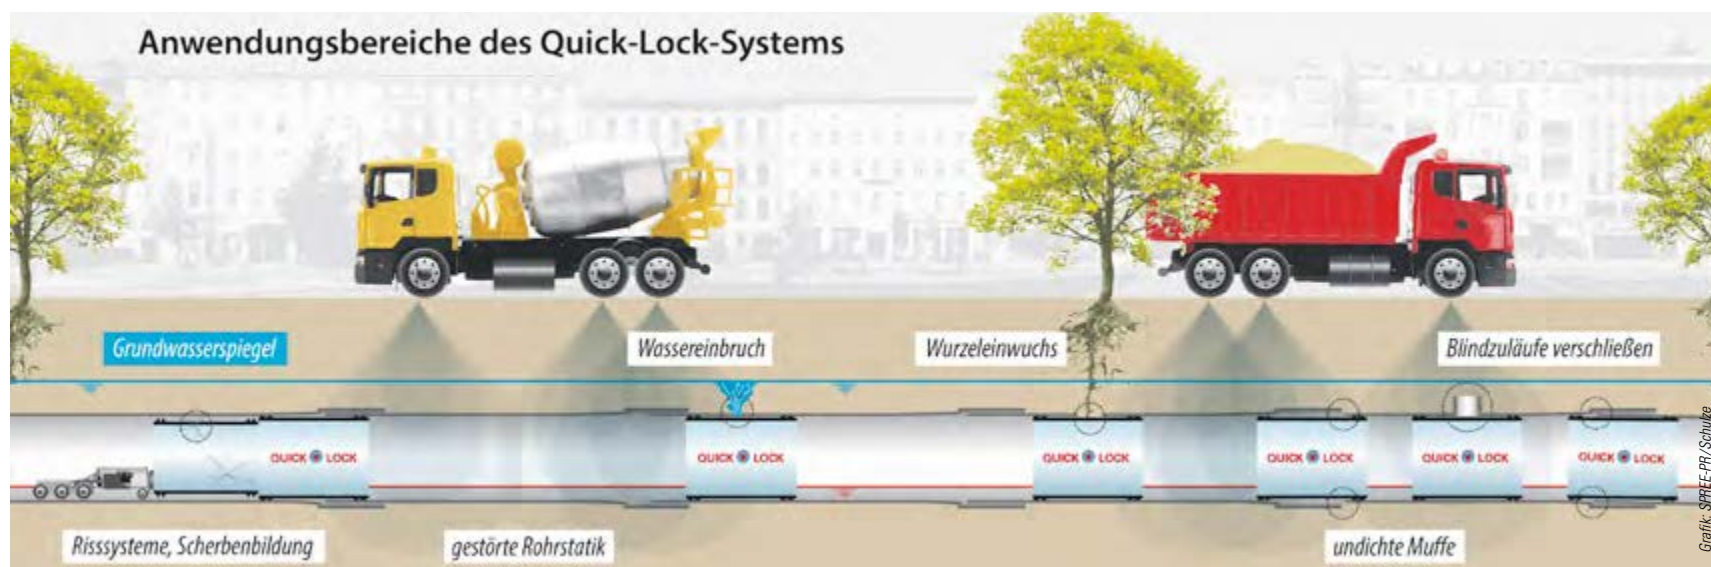 Anwendungsbereiche des Quick-Lock-Systems
Grundwasserspiegel
Wassereinbruch
Wurzeleinwuchs
Blindzuläufe verschließen
QUICK LOCK
QUICK LOCK
QUICK LOCK
QUICK LOCK
QUICK LOCK
QUICK LOCK
Risssysteme, Scherbenbildung
gestörte Rohrstatik
undichte Muffe
Grafik: SPREE-PR/Schulze